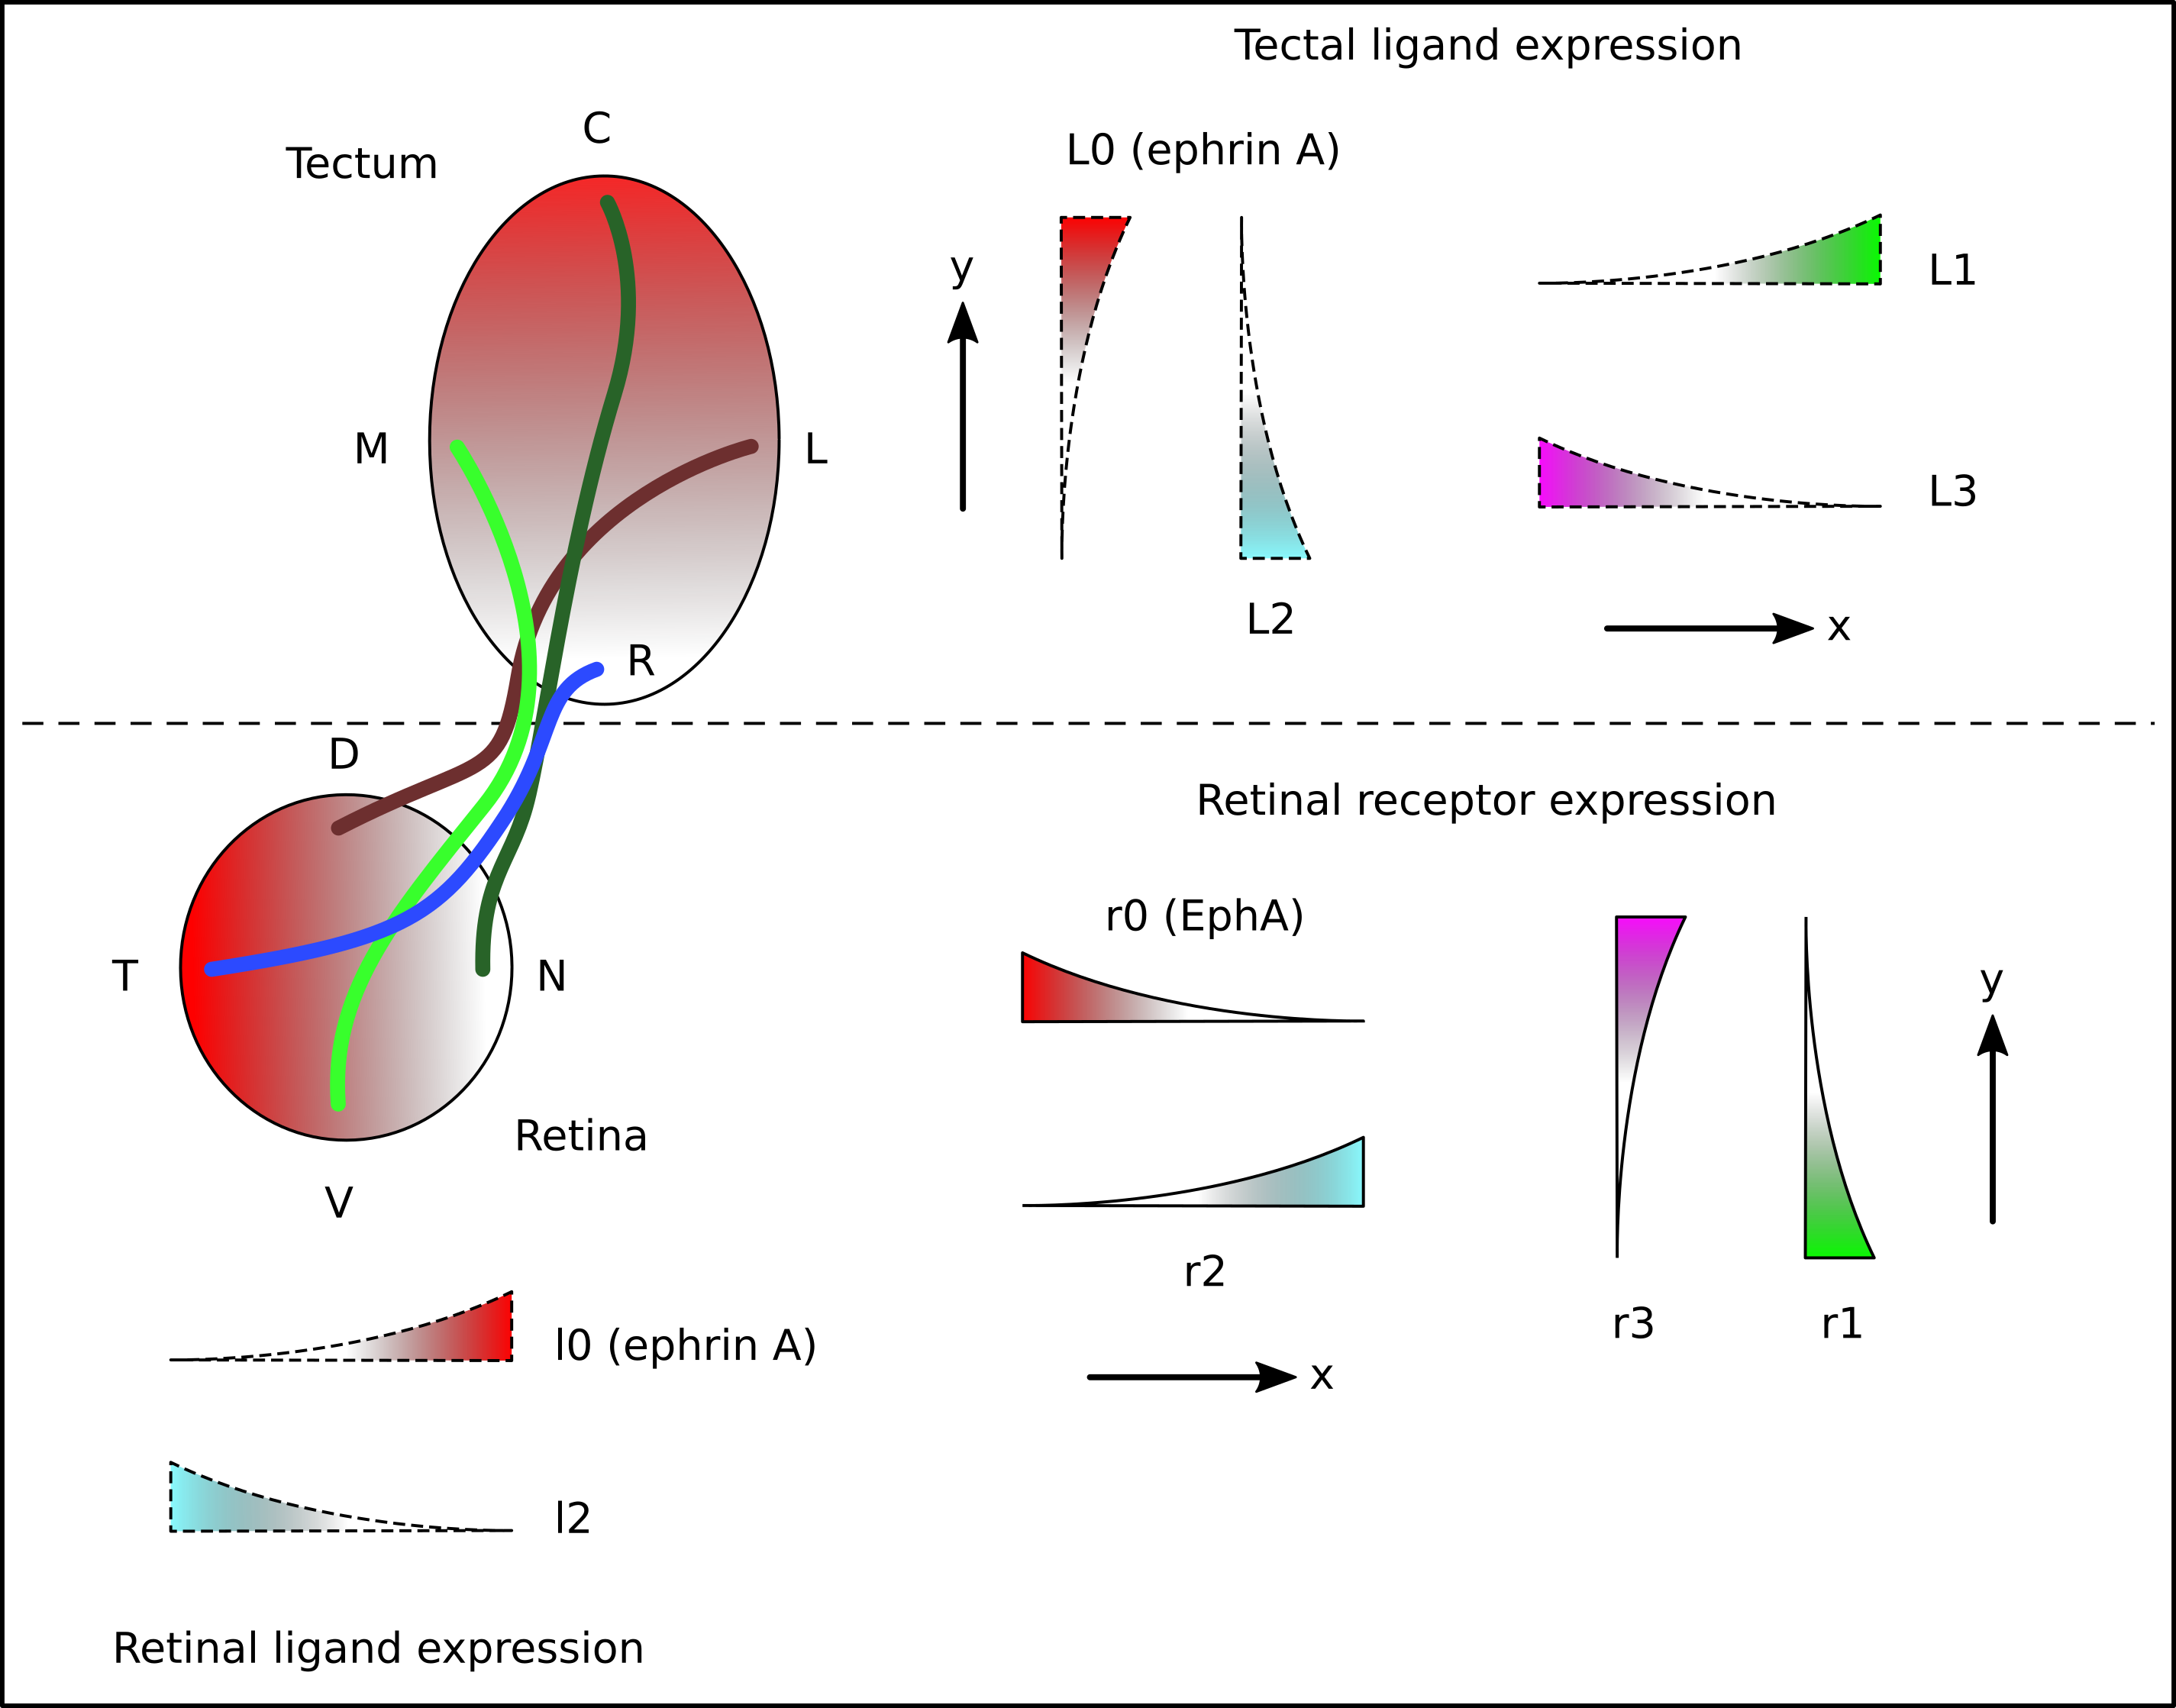 Tectal ligand expression
C
Tectum
L0 (ephrin A)
y
L1
M
L
L3
L2
x
R
D
Retinal receptor expression
r0 (EphA)
T
N
y
Retina
V
r2
r3
r1
l0 (ephrin A)
x
l2
Retinal ligand expression